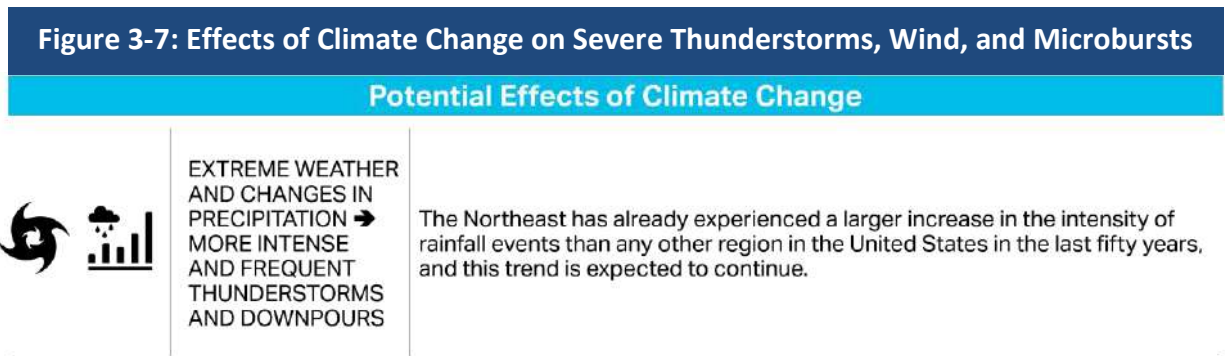 Figure 3-7: Effects of Climate Change on Severe Thunderstorms, Wind, and Microbursts
Potential Effects of Climate Change
EXTREME WEATHER
AND CHANGES IN
PRECIPITATION ➔
MORE INTENSE
AND FREQUENT
THUNDERSTORMS
AND DOWNPOURS
The Northeast has already experienced a larger increase in the intensity of
rainfall events than any other region in the United States in the last fifty years,
and this trend is expected to continue.